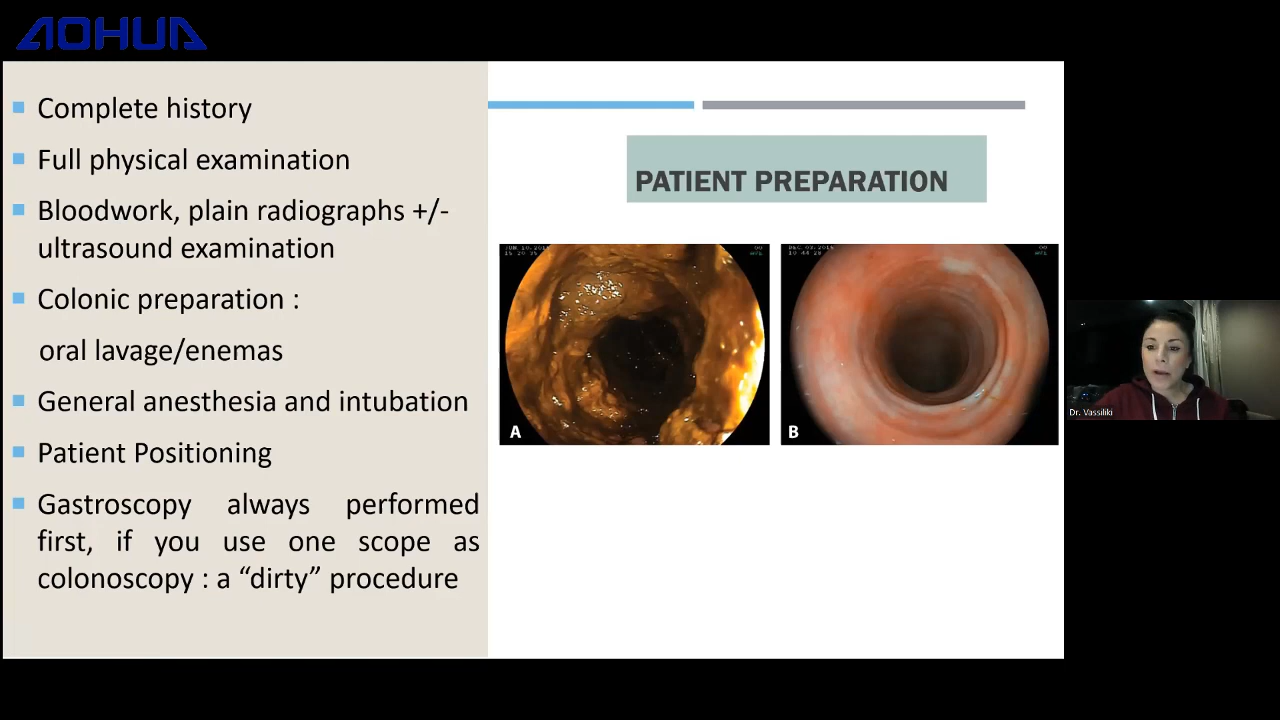 AOHUA
Complete history
Full physical examination
Bloodwork, plain radiographs +/-
ultrasound examination
Colonic preparation :
oral lavage/enemas
General anesthesia and intubation
Patient Positioning
Gastroscopy always performed
first, if you use one scope as
colonoscopy : a “dirty” procedure
PATIENT PREPARATION
A
B
Dr. Vassiliki